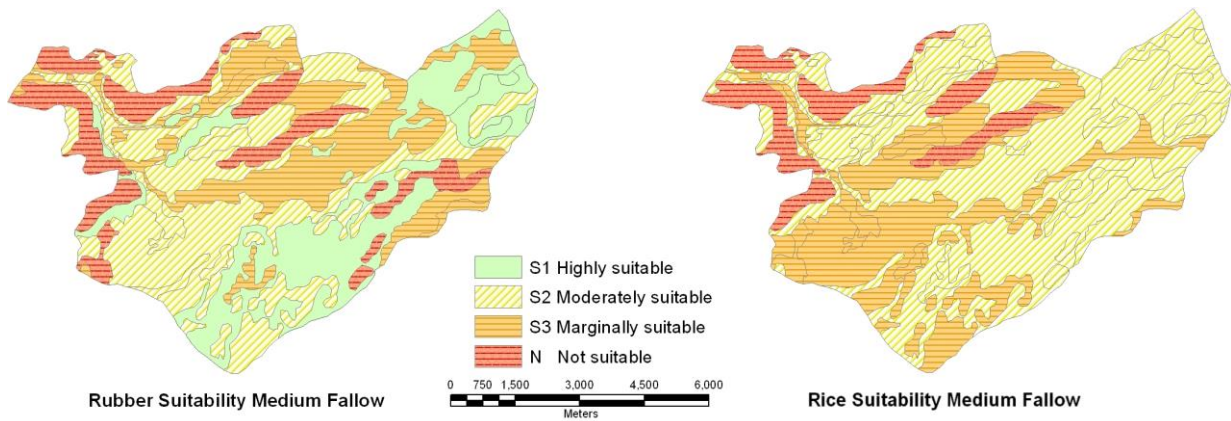 S1 Highly suitable
S2 Moderately suitable
S3 Marginally suitable
N Not suitable
0 750 1,500 3,000 4,500 6,000
Meters
Rubber Suitability Medium Fallow
Rice Suitability Medium Fallow